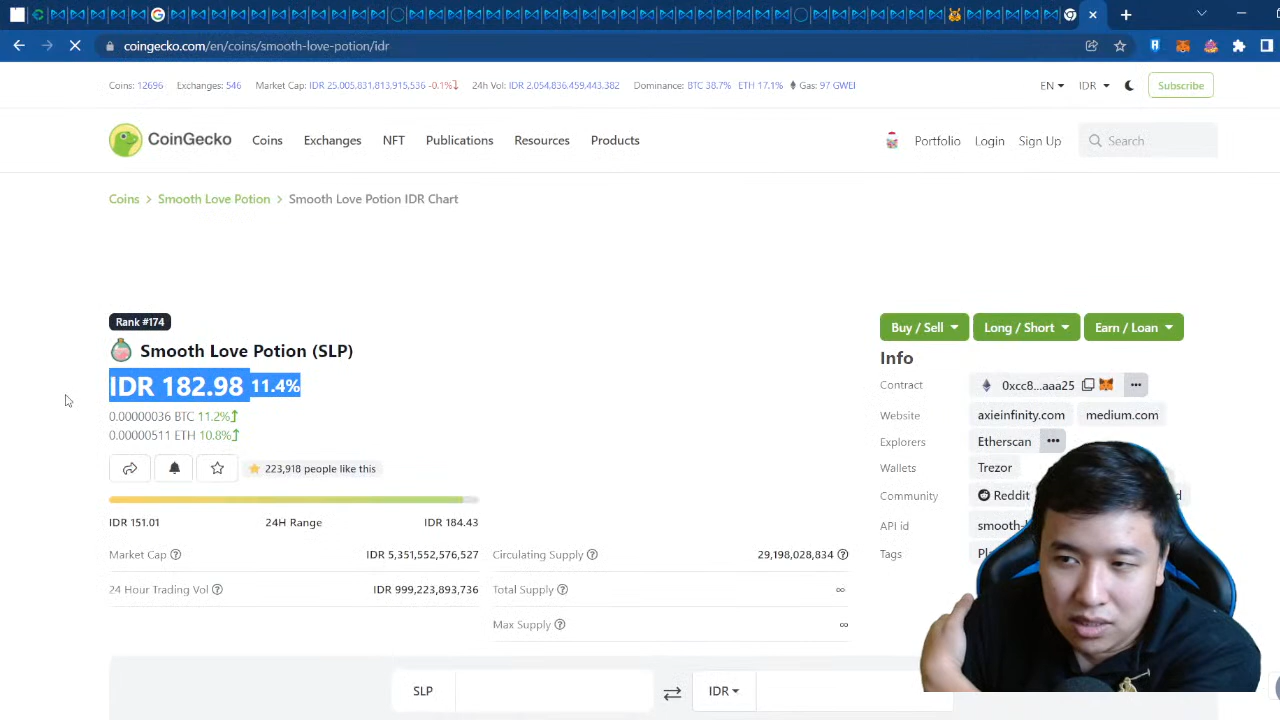 coingecko.com/en/coins/smooth-love-potion/idr
Coins: 12696 Exchanges: 546 Market Cap: IDR 25.005.831.813.915,536 -0.1% 24h Vol: IDR 2.054,836,459,443.382 Dominance: BTC 38.7% ETH 17.1% Gas: 97 GWEI EN IDR Subscribe
CoinGecko Coins Exchanges NFT Publications Resources Products Portfolio Login Sign Up Search
Coins > Smooth Love Potion > Smooth Love Potion IDR Chart
Rank #174
Smooth Love Potion (SLP)
IDR 182.98 11.4%
0.00000036 BTC 11.2%
0.00000511 ETH 10.8%
223,918 people like this
IDR 151.01 24H Range IDR 184.43
Market Cap IDR 5,351,552,576,527
24 Hour Trading Vol IDR 999,223,893,736
Circulating Supply 29,198,028,834
Total Supply ∞
Max Supply ∞
Buy / Sell Long / Short Earn / Loan
Info
Contract 0xcc8...aaa25
Website axieinfinity.com medium.com
Explorers Etherscan
Wallets Trezor
Community Reddit
API id smooth-
Tags
SLP IDR